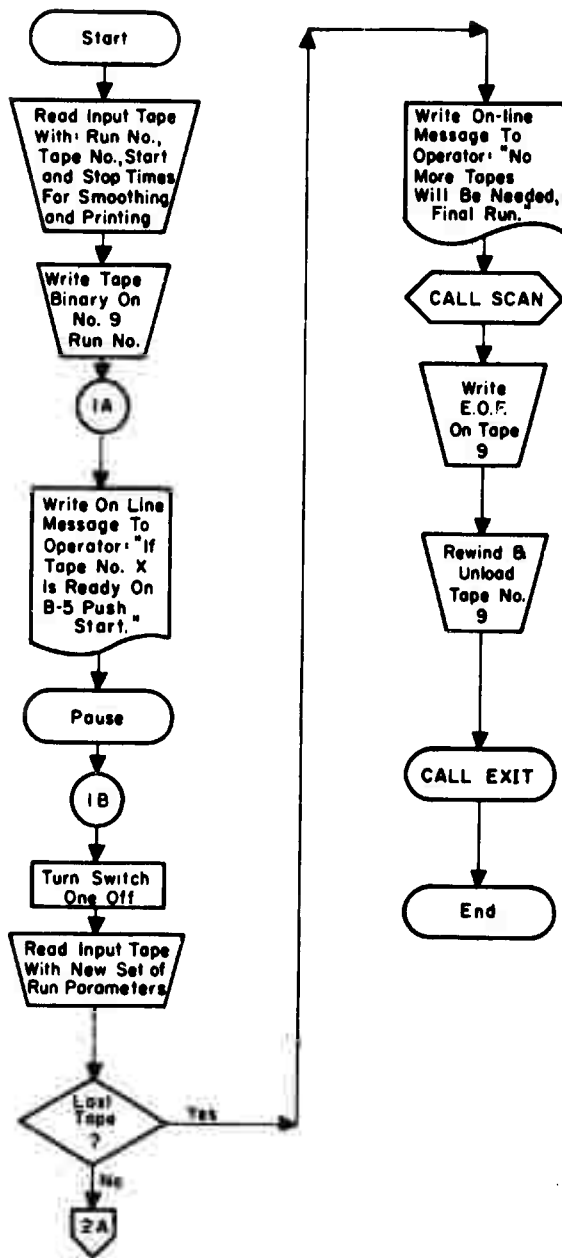 Start
Read Input Tape
With: Run No.,
Tape No., Start
and Stop Times
For Smoothing
and Printing
Write Tape
Binary On
No. 9
Run No.
1A
Write On Line
Message To
Operator: "If
Tape No. X
Is Ready On
B-5 Push
Start."
Pause
1B
Turn Switch
One Off
Read Input Tape
With New Set of
Run Parameters
Last
Tape
?
Yes
No
2A
Write On-line
Message To
Operator: "No
More Tapes
Will Be Needed,
Final Run."
CALL SCAN
Write
E.O.F.
On Tape
9
Rewind &
Unload
Tape No.
9
CALL EXIT
End